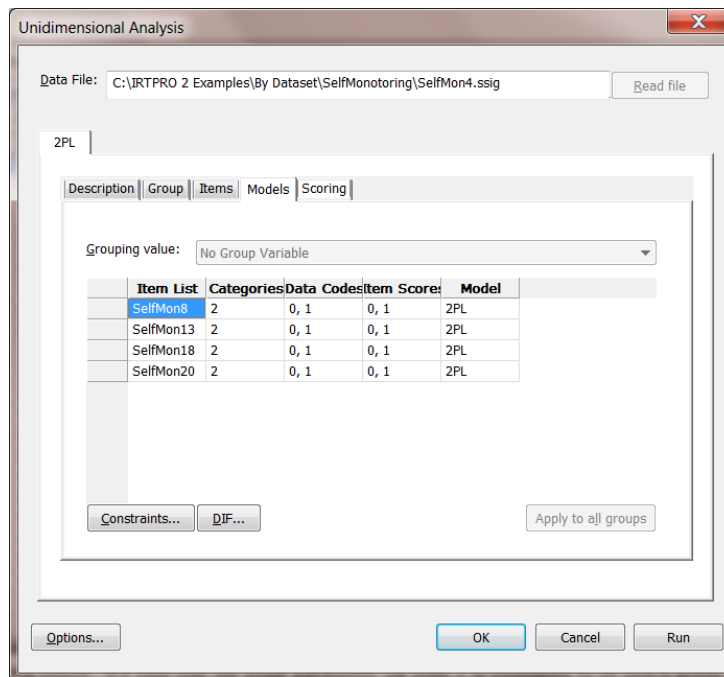 Unidimensional Analysis
Data File: C:\IRTPRO 2 Examples\By Dataset\SelfMonotoring\SelfMon4.ssig Read file
2PL
Description Group Items Models Scoring
Grouping value: No Group Variable
Item List Categories Data Codes Item Scores Model
SelfMon8 2 0, 1 0, 1 2PL
SelfMon13 2 0, 1 0, 1 2PL
SelfMon18 2 0, 1 0, 1 2PL
SelfMon20 2 0, 1 0, 1 2PL
Constraints... DIF... Apply to all groups
Options... OK Cancel Run